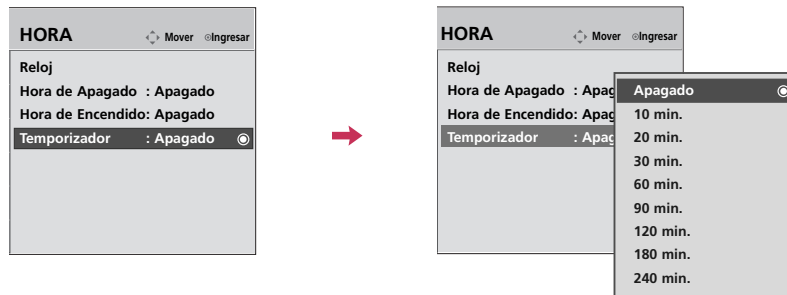 HORA Mover Ingresar
Reloj
Hora de Apagado : Apagado
Hora de Encendido: Apagado
Temporizador : Apagado
HORA Mover Ingresar
Reloj
Hora de Apagado : Apag
Hora de Encendido: Apag
Temporizador : Apag
Apagado
10 min.
20 min.
30 min.
60 min.
90 min.
120 min.
180 min.
240 min.